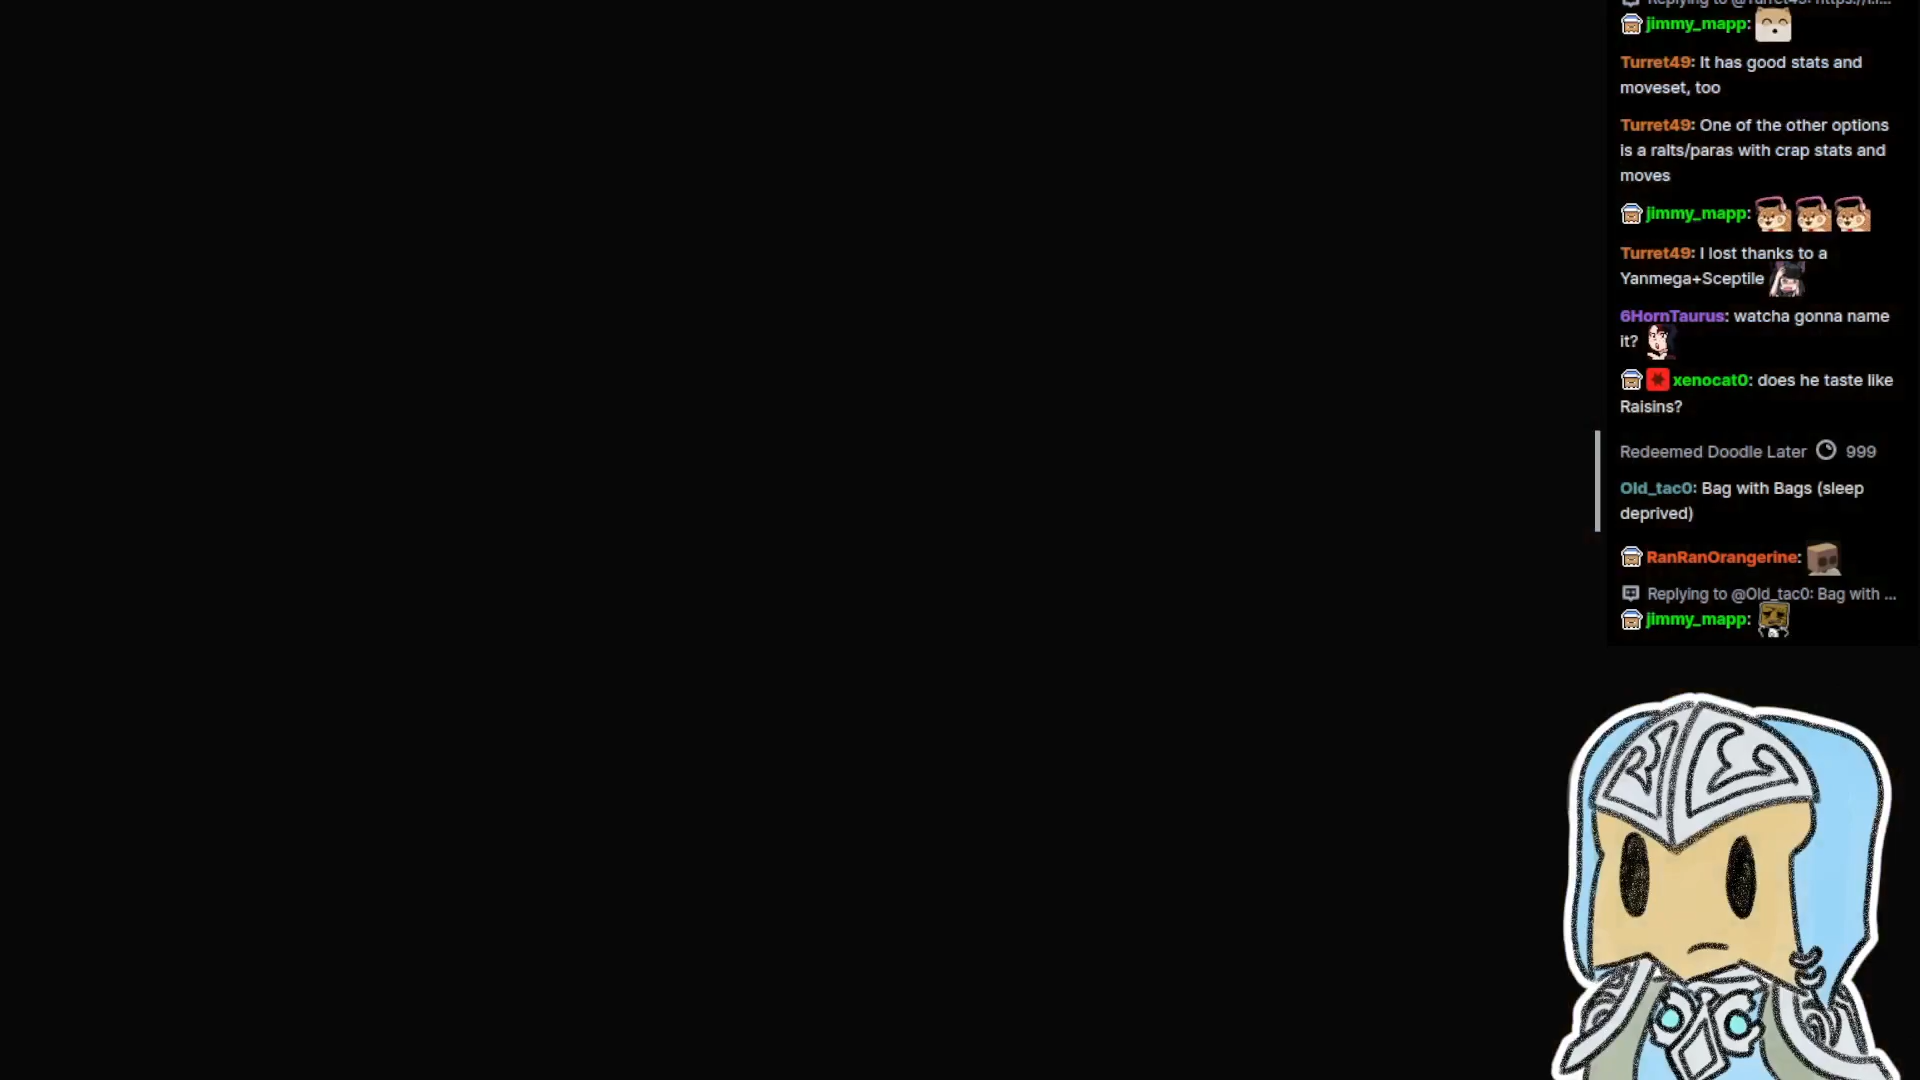 jimmy_mapp:
Turret49: It has good stats and
moveset, too
Turret49: One of the other options
is a ralts/paras with crap stats and
moves
jimmy_mapp:
Turret49: I lost thanks to a
Yanmega+Sceptile
6HornTaurus: watcha gonna name
it?
xenocat0: does he taste like
Raisins?
Redeemed Doodle Later 999
Old_tac0: Bag with Bags (sleep
deprived)
RanRanOrangerine:
Replying to @Old_tac0: Bag with ...
jimmy_mapp: